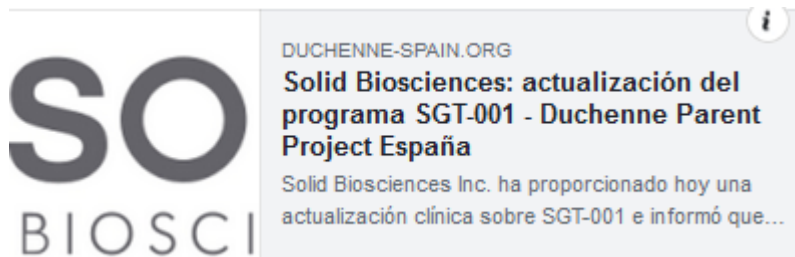 SO
BIOSCI
i
DUCHENNE-SPAIN.ORG
Solid Biosciences: actualización del
programa SGT-001 - Duchenne Parent
Project España
Solid Biosciences Inc. ha proporcionado hoy una
actualización clínica sobre SGT-001 e informó que...